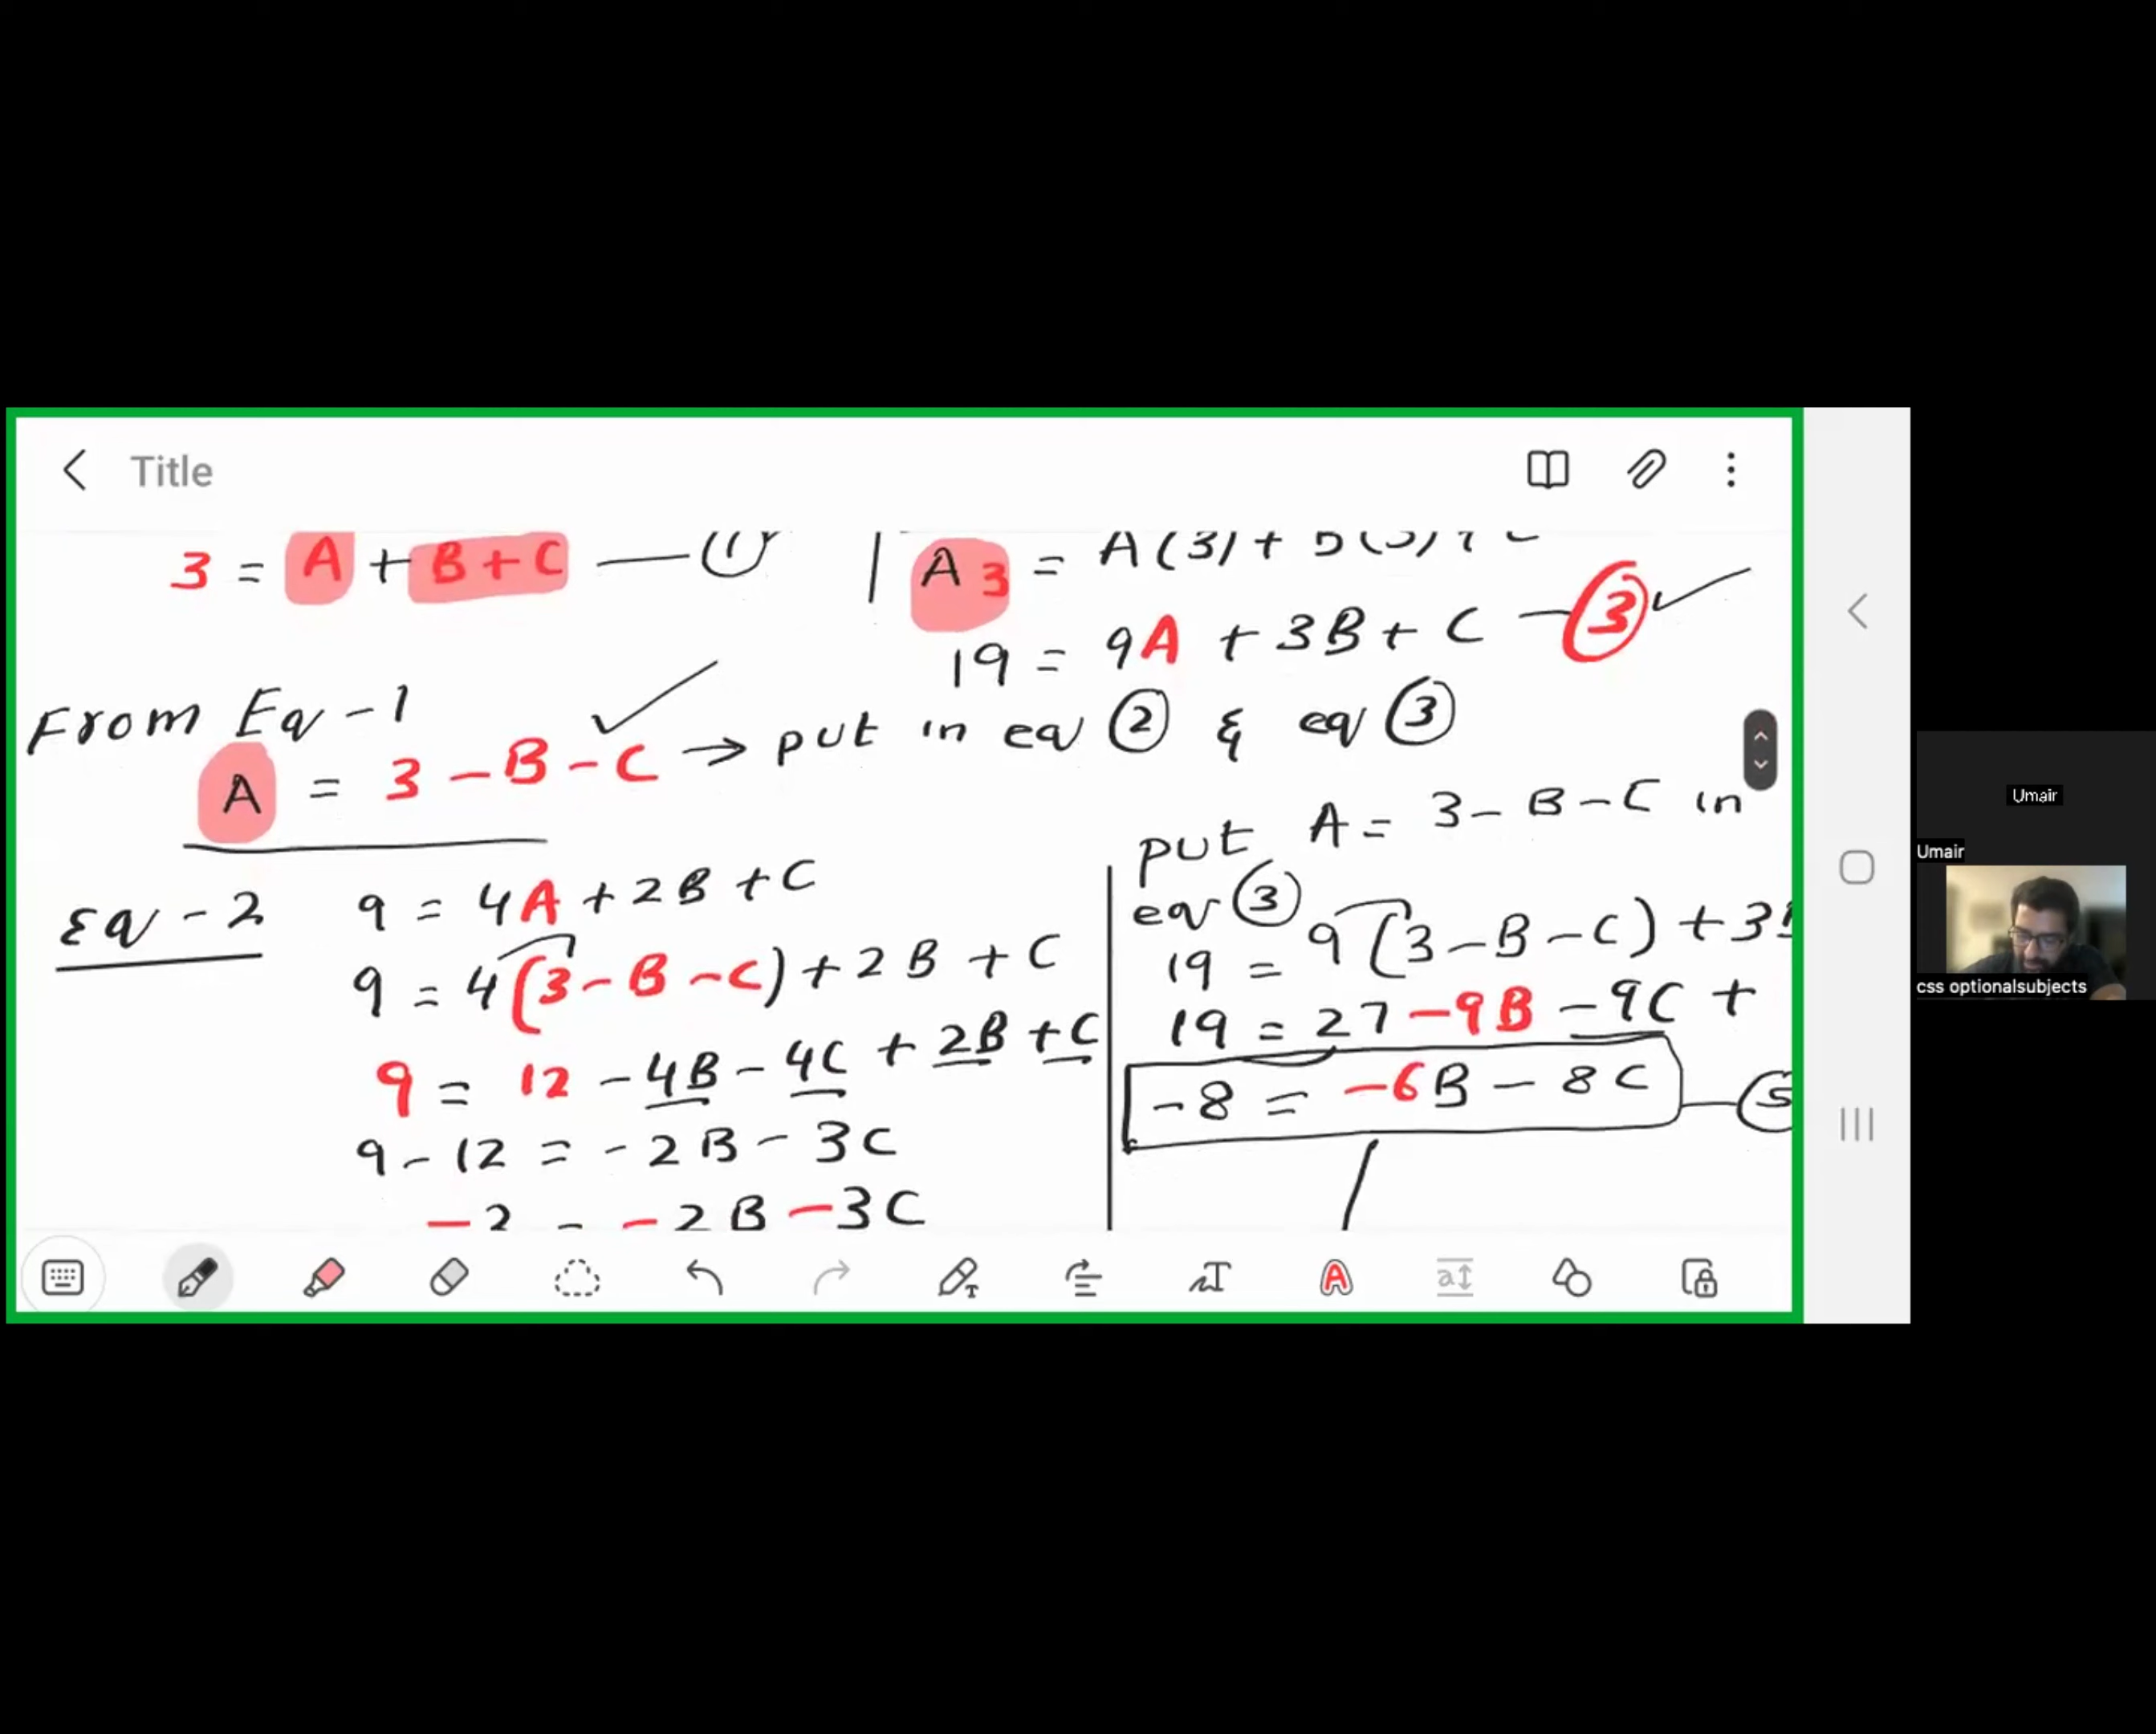 Title
3 = A + B + C — (1)
A3 = A(3) + B(3) + C
19 = 9A + 3B + C — (3)
From Eq - 1
A = 3 - B - C → put in eq (2) & eq (3)
Eq - 2
9 = 4A + 2B + C
9 = 4(3 - B - C) + 2B + C
9 = 12 - 4B - 4C + 2B + C
9 - 12 = - 2B - 3C
- 2B - 3C
put A = 3 - B - C in
eq (3)
19 = 9(3 - B - C) + 3B
19 = 27 - 9B - 9C +
-8 = -6B - 8C — (5
Umair
Umair
css optionalsubjects